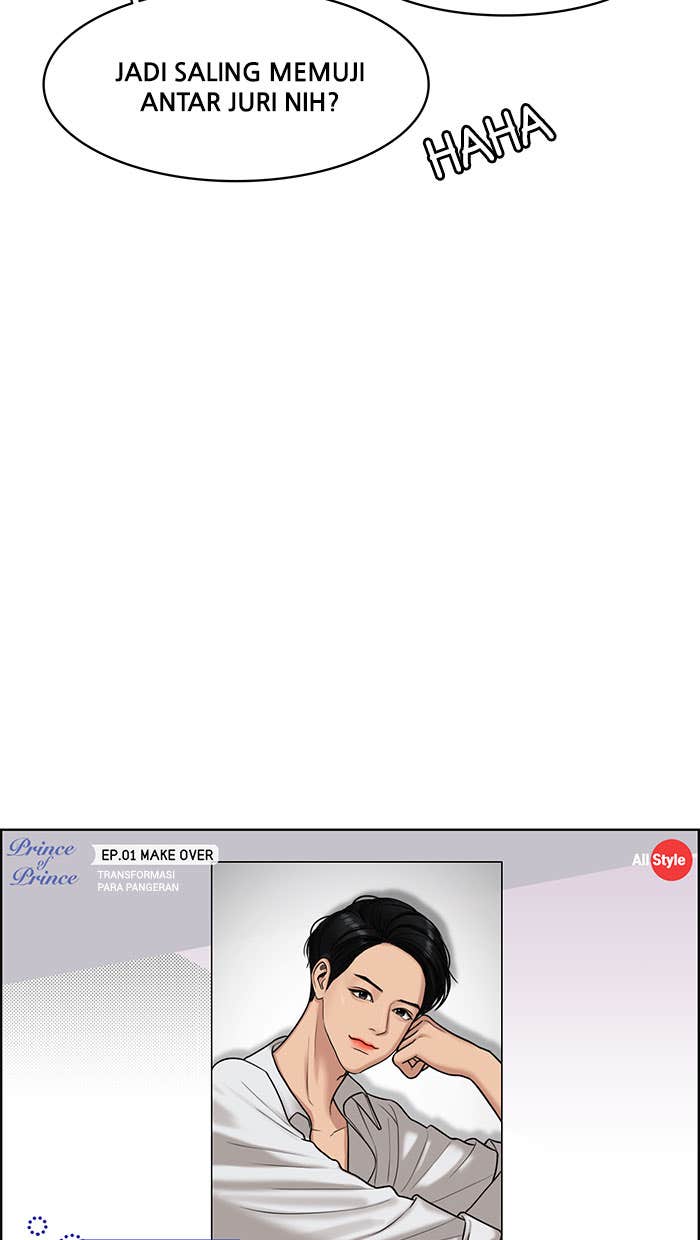 JADI SALING MEMUJI
ANTAR JURI NIH?
HAHA
Prince
of
Prince
EP.01 MAKE OVER
TRANSFORMASI
PARA PANGERAN
All Style